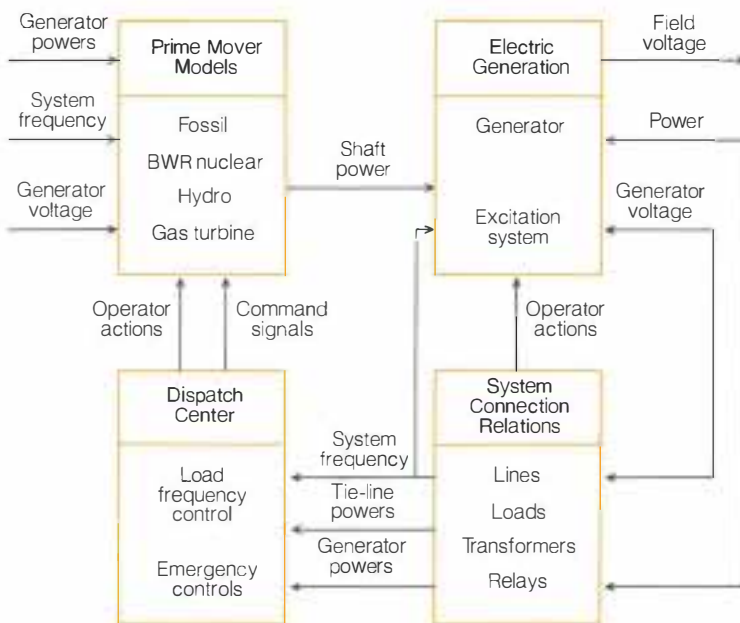 Generator
powers
System
frequency
Generator
voltage
Prime Mover
Models
Fossil
BWR nuclear
Hydro
Gas turbine
Shaft
power
Electric
Generation
Generator
Excitation
system
Field
voltage
Power
Generator
voltage
Operator
actions
Command
signals
Operator
actions
Dispatch
Center
Load
frequency
control
Emergency
controls
System
frequency
Tie-line
powers
Generator
powers
System
Connection
Relations
Lines
Loads
Transformers
Relays